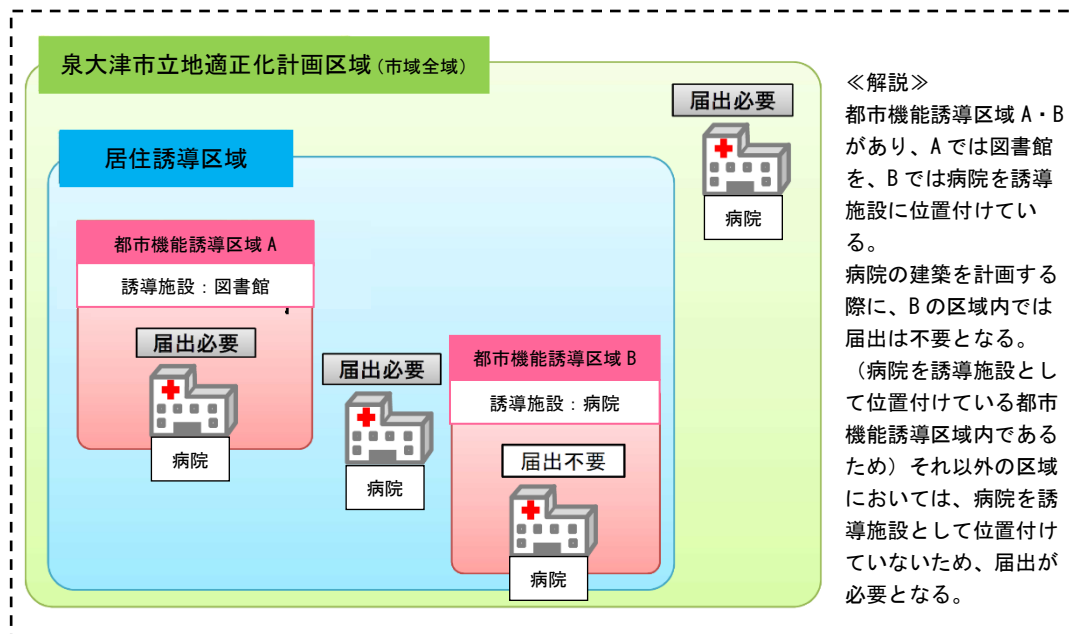 泉大津市立地適正化計画区域（市域全域）
届出必要
病院
居住誘導区域
都市機能誘導区域 A
誘導施設：図書館
届出必要
病院
届出必要
病院
都市機能誘導区域 B
誘導施設：病院
届出不要
病院
≪解説≫
都市機能誘導区域 A・B
があり、A では図書館
を、B では病院を誘導
施設に位置付けてい
る。
病院の建築を計画する
際に、B の区域内では
届出は不要となる。
（病院を誘導施設とし
て位置付けている都市
機能誘導区域内である
ため）それ以外の区域
においては、病院を誘
導施設として位置付け
ていないため、届出が
必要となる。